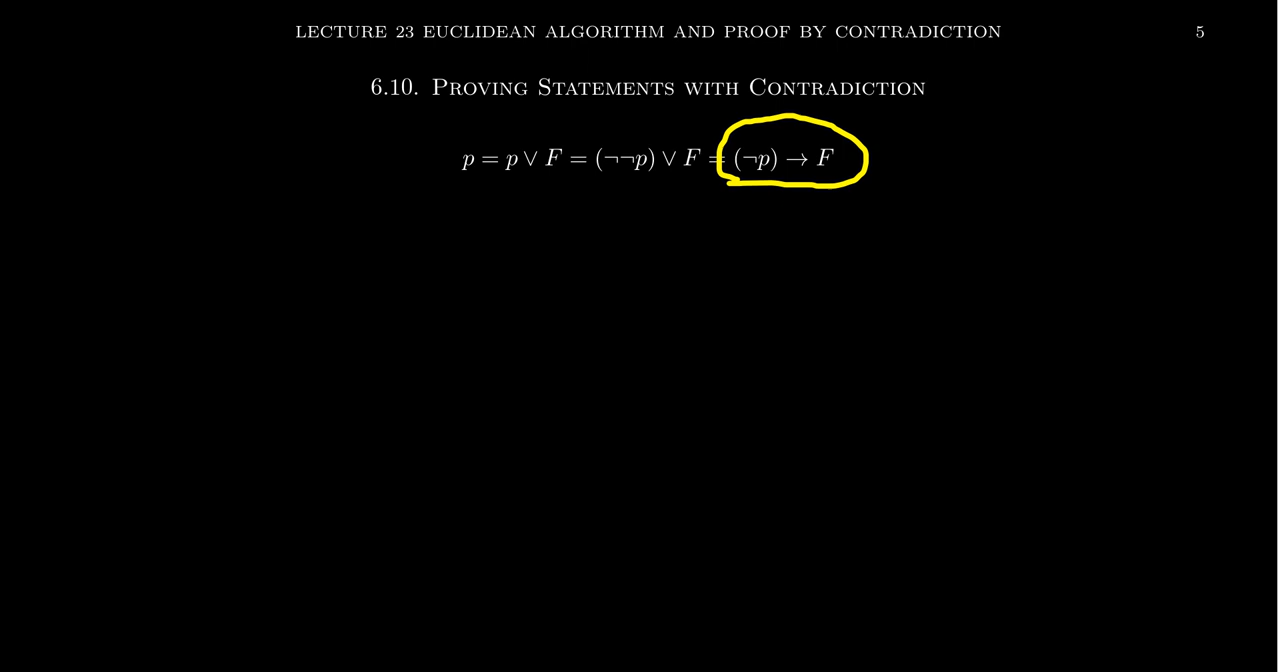 LECTURE 23 EUCLIDEAN ALGORITHM AND PROOF BY CONTRADICTION 5
6.10. PROVING STATEMENTS WITH CONTRADICTION
p = p ∨ F = (¬¬p) ∨ F = (¬p) → F